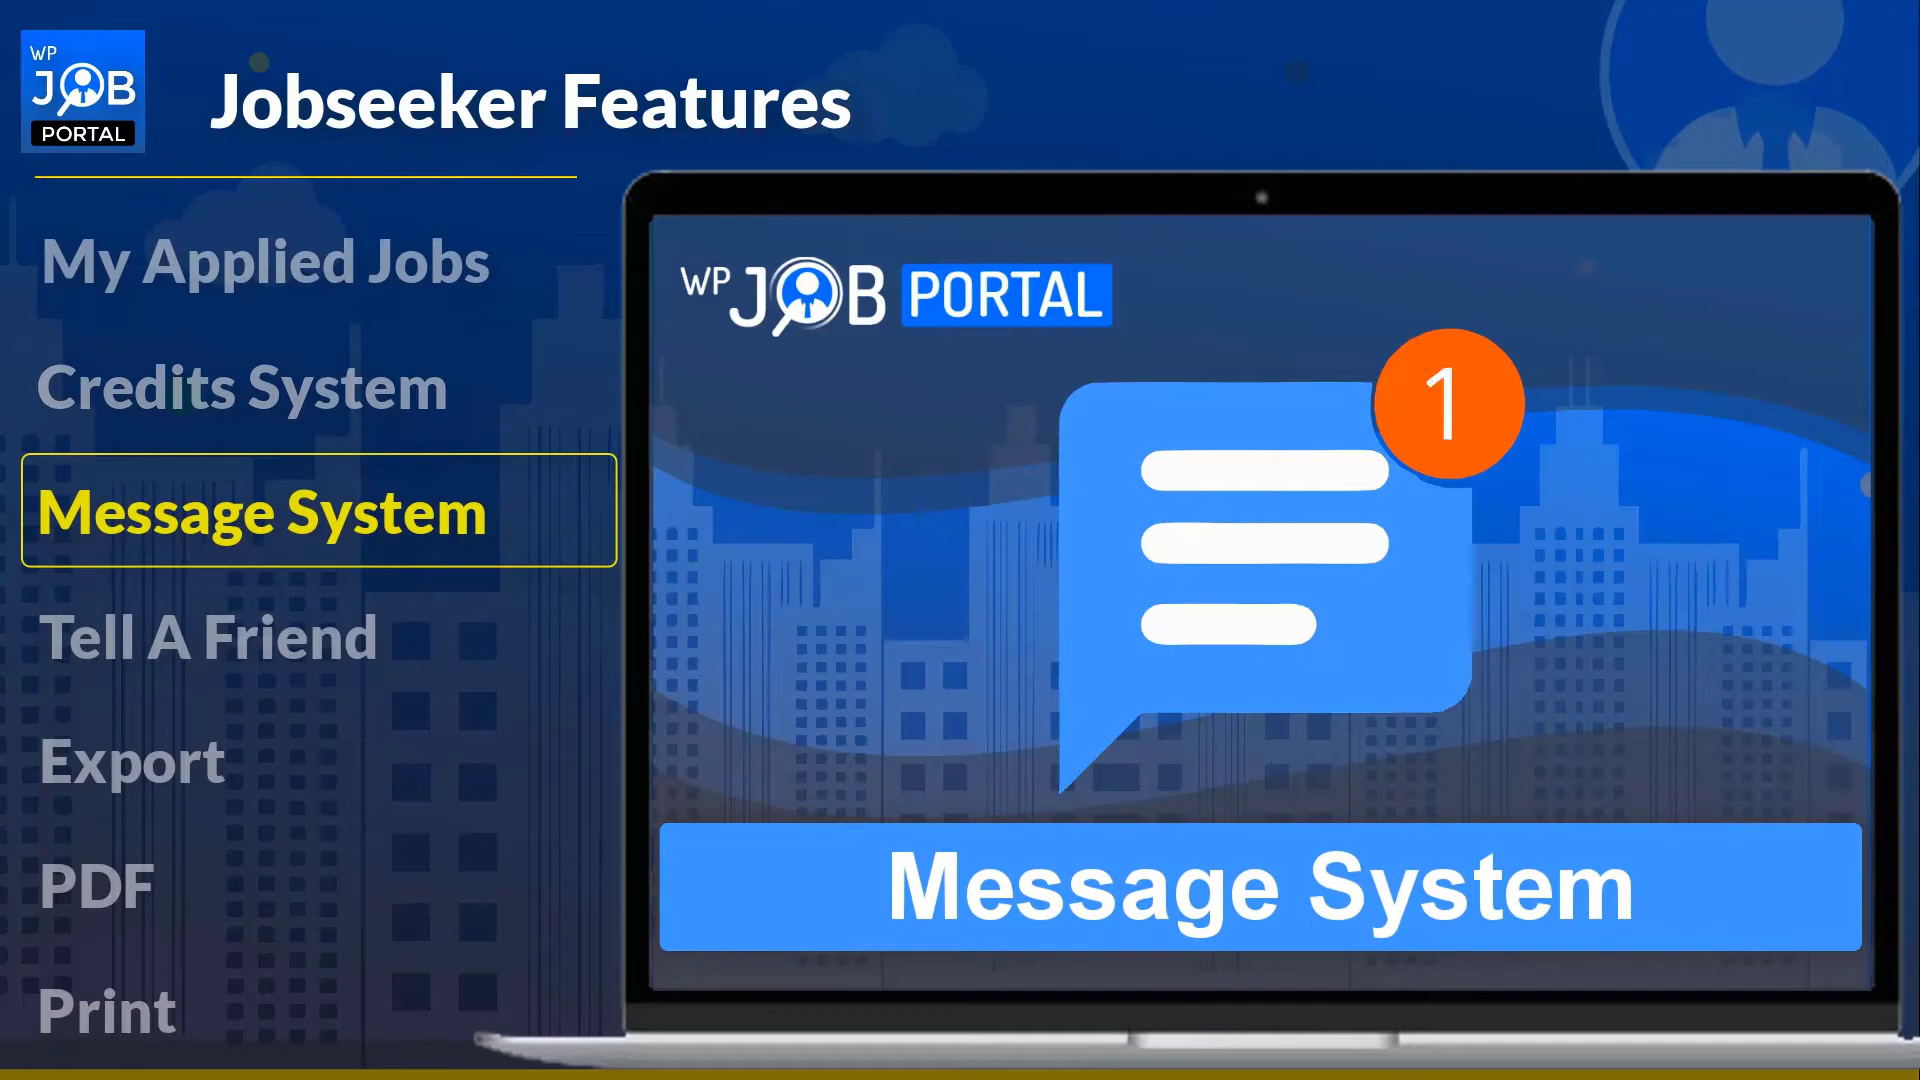 WP
JOB
PORTAL
Jobseeker Features
My Applied Jobs
Credits System
Message System
Tell A Friend
Export
PDF
Print
WP JOB PORTAL
1
Message System